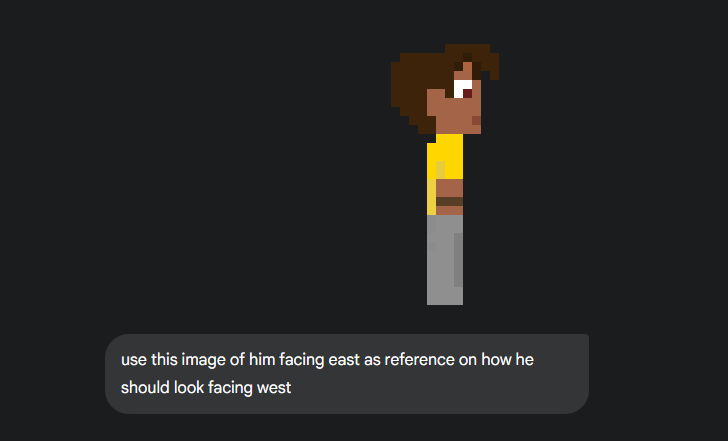 use this image of him facing east as reference on how he
should look facing west